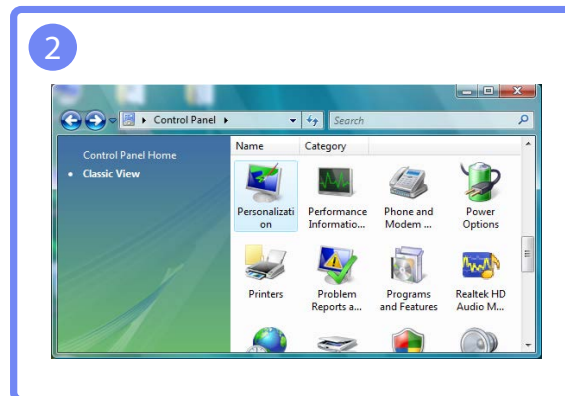 2
Control Panel
Search
Control Panel Home
Classic View
Name Category
Personalizati
on
Performance
Informatio...
Phone and
Modem ...
Power
Options
Printers
Problem
Reports a...
Programs
and Features
Realtek HD
Audio M...